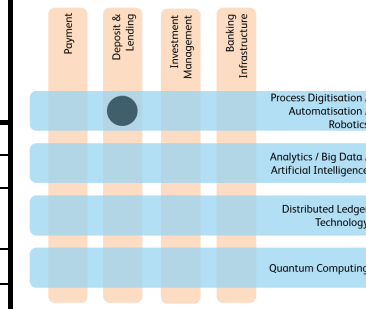 Payment
Deposit &
Lending
Investment
Management
Banking
Infrastructure
Process Digitisation /
Automatisation /
Robotics
Analytics / Big Data /
Artificial Intelligence
Distributed Ledger
Technology
Quantum Computing